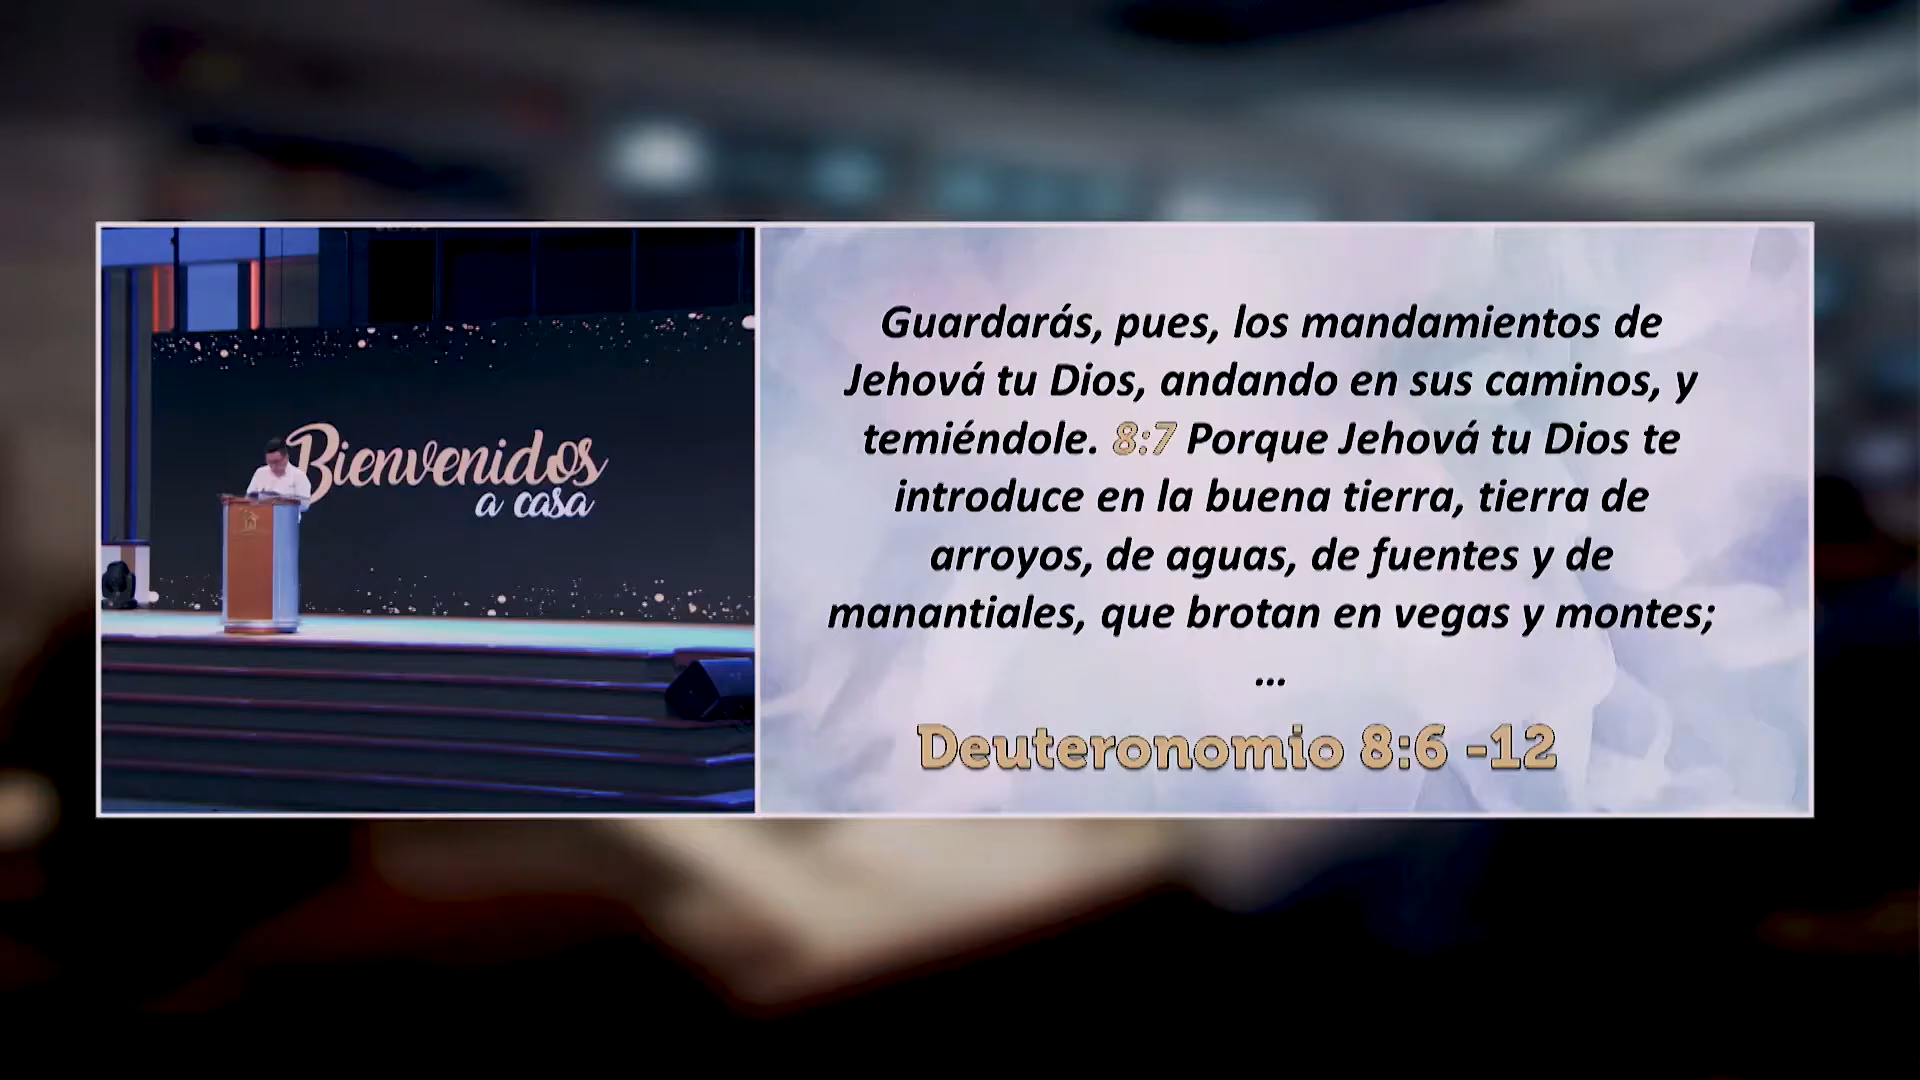 Bienvenidos
a casa
Guardarás, pues, los mandamientos de
Jehová tu Dios, andando en sus caminos, y
temiéndole. 8:7 Porque Jehová tu Dios te
introduce en la buena tierra, tierra de
arroyos, de aguas, de fuentes y de
manantiales, que brotan en vegas y montes;
...
Deuteronomio 8:6 -12